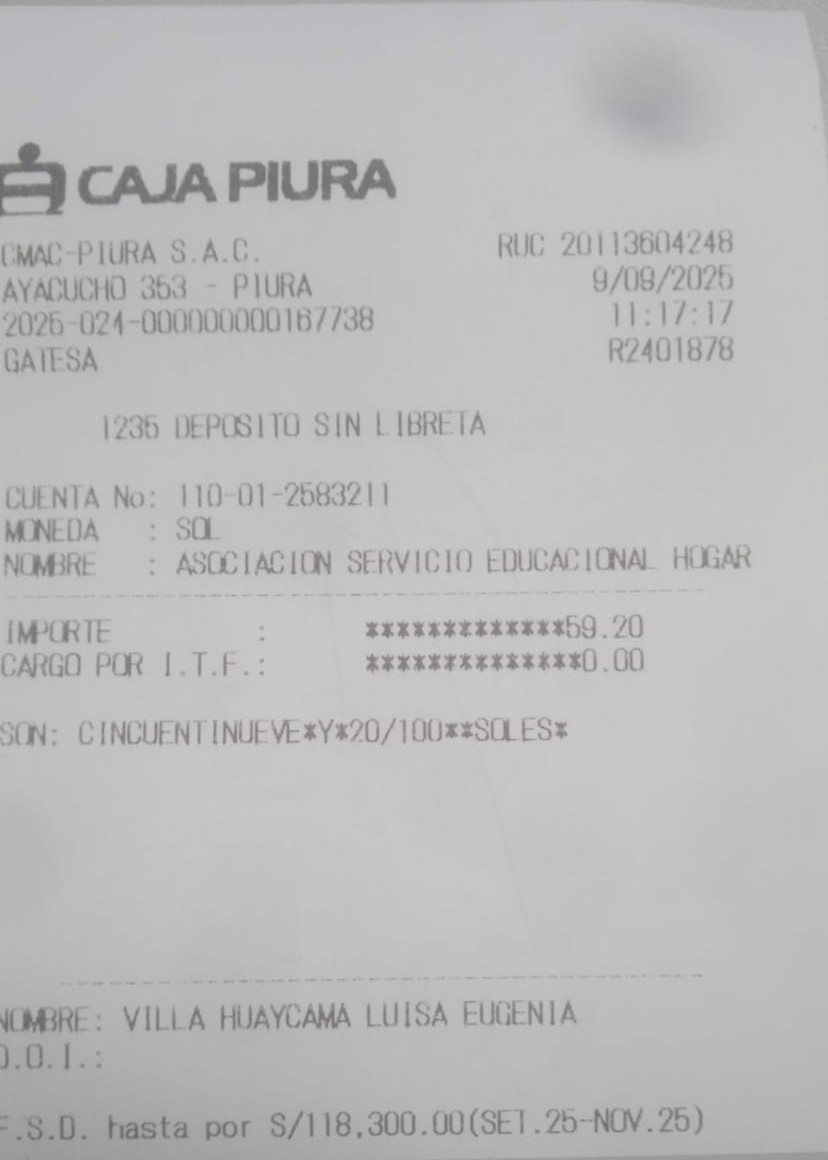 CAJA PIURA
CMAC-PIURA S.A.C. RUC 20113604248
AYACUCHO 353 - PIURA 9/09/2025
2025-024-000000000167738 11:17:17
GATESA R2401878
1235 DEPOSITO SIN LIBRETA
CUENTA No: 110-01-2583211
MONEDA : SOL
NOMBRE : ASOCIACION SERVICIO EDUCACIONAL HOGAR
IMPORTE : *************59.20
CARGO POR I.T.F.: **************0.00
SON: CINCUENTINUEVE*Y*20/100**SOLES*
NOMBRE: VILLA HUAYCAMA LUISA EUGENIA
D.O.I.:
F.S.D. hasta por S/118,300.00(SET.25-NOV.25)